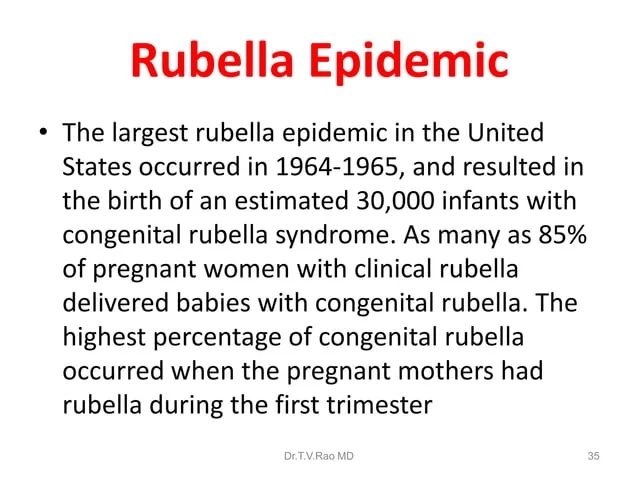 Rubella Epidemic
• The largest rubella epidemic in the United
States occurred in 1964-1965, and resulted in
the birth of an estimated 30,000 infants with
congenital rubella syndrome. As many as 85%
of pregnant women with clinical rubella
delivered babies with congenital rubella. The
highest percentage of congenital rubella
occurred when the pregnant mothers had
rubella during the first trimester
Dr.T.V.Rao MD
35